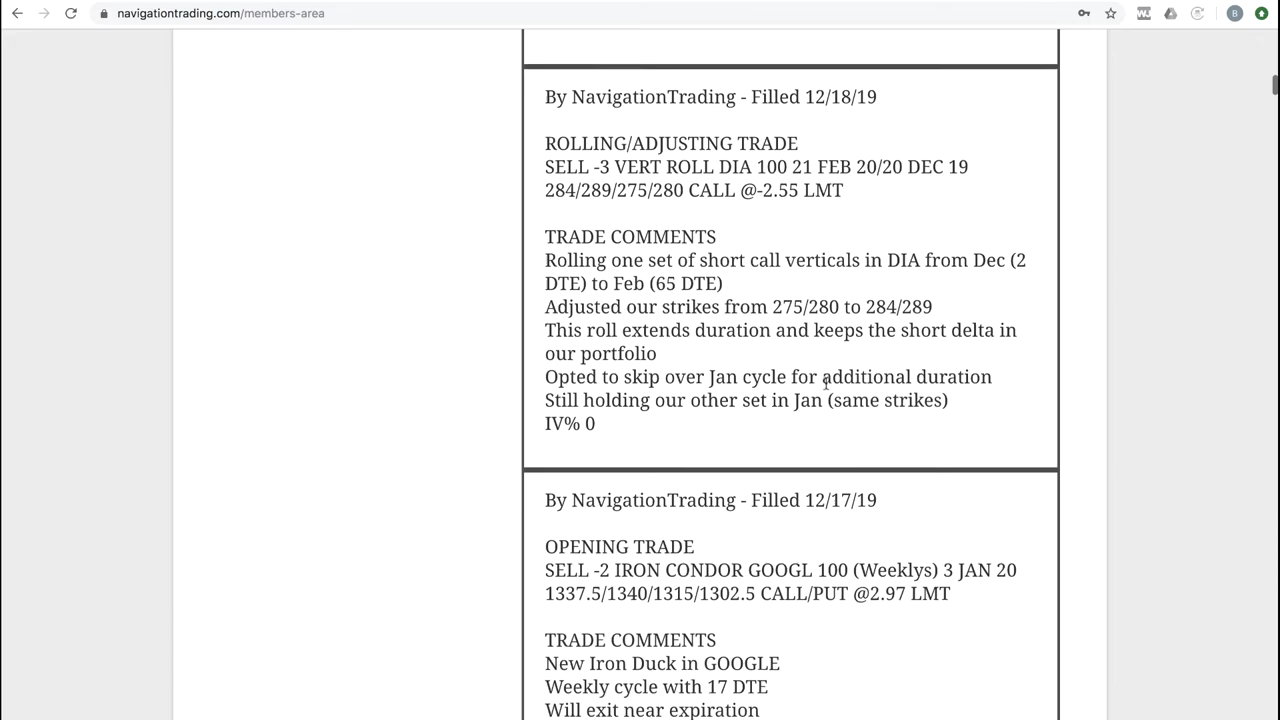 navigationtrading.com/members-area
B
By NavigationTrading - Filled 12/18/19
ROLLING/ADJUSTING TRADE
SELL -3 VERT ROLL DIA 100 21 FEB 20/20 DEC 19
284/289/275/280 CALL @-2.55 LMT
TRADE COMMENTS
Rolling one set of short call verticals in DIA from Dec (2
DTE) to Feb (65 DTE)
Adjusted our strikes from 275/280 to 284/289
This roll extends duration and keeps the short delta in
our portfolio
Opted to skip over Jan cycle for additional duration
Still holding our other set in Jan (same strikes)
IV% 0
By NavigationTrading - Filled 12/17/19
OPENING TRADE
SELL -2 IRON CONDOR GOOGL 100 (Weeklys) 3 JAN 20
1337.5/1340/1315/1302.5 CALL/PUT @2.97 LMT
TRADE COMMENTS
New Iron Duck in GOOGLE
Weekly cycle with 17 DTE
Will exit near expiration